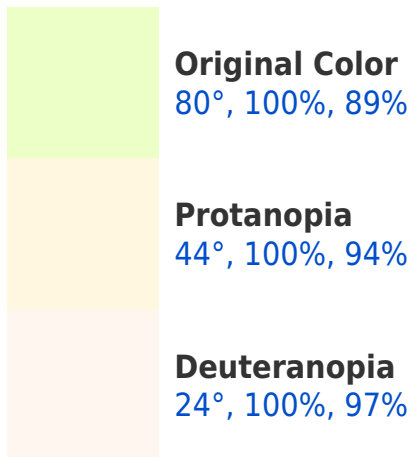 Original Color
80°, 100%, 89%
Protanopia
44°, 100%, 94%
Deuteranopia
24°, 100%, 97%